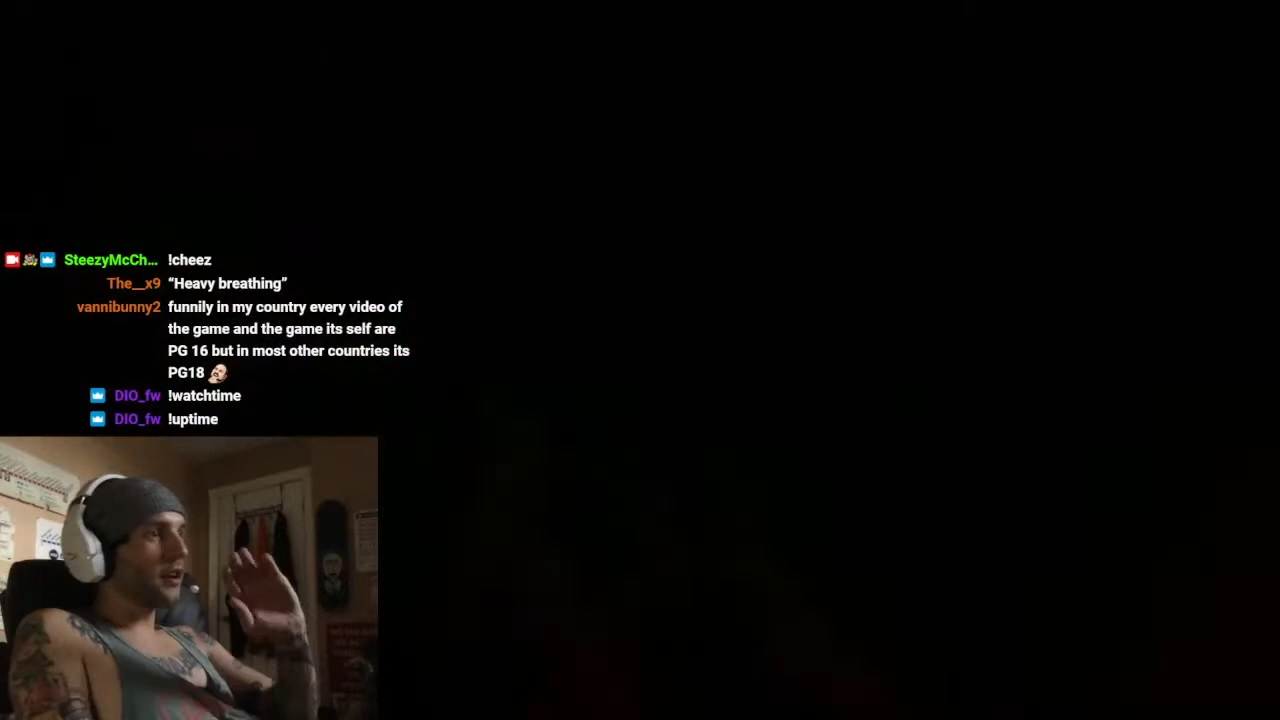 SteezyMcCh... !cheez
The__x9 “Heavy breathing”
vannibunny2 funnily in my country every video of
the game and the game its self are
PG 16 but in most other countries its
PG18
DIO_fw !watchtime
DIO_fw !uptime